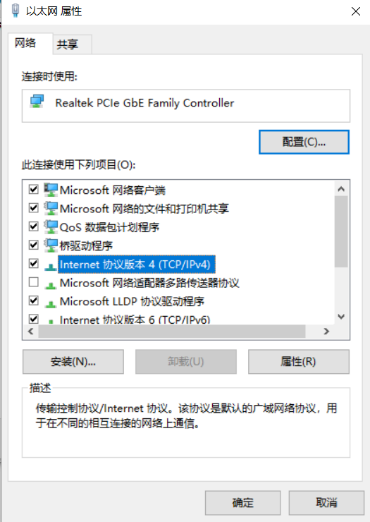 以太网 属性
网络
共享
连接时使用:
Realtek PCIe GbE Family Controller
配置(C)...
此连接使用下列项目(O):
Microsoft 网络客户端
Microsoft 网络的文件和打印机共享
QoS 数据包计划程序
桥驱动程序
Internet 协议版本 4 (TCP/IPv4)
Microsoft 网络适配器多路传送器协议
Microsoft LLDP 协议驱动程序
Internet 协议版本 6 (TCP/IPv6)
安装(N)...
卸载(U)
属性(R)
描述
传输控制协议/Internet 协议。该协议是默认的广域网络协议，用
于在不同的相互连接的网络上通信。
确定
取消